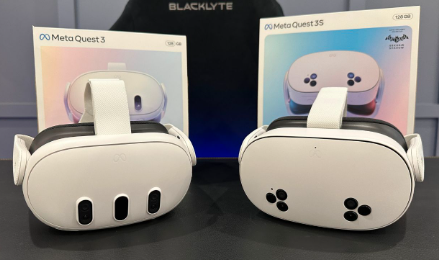 BLACKLYTE
Meta Quest 3
128 GB
Meta Quest 3S
128 GB